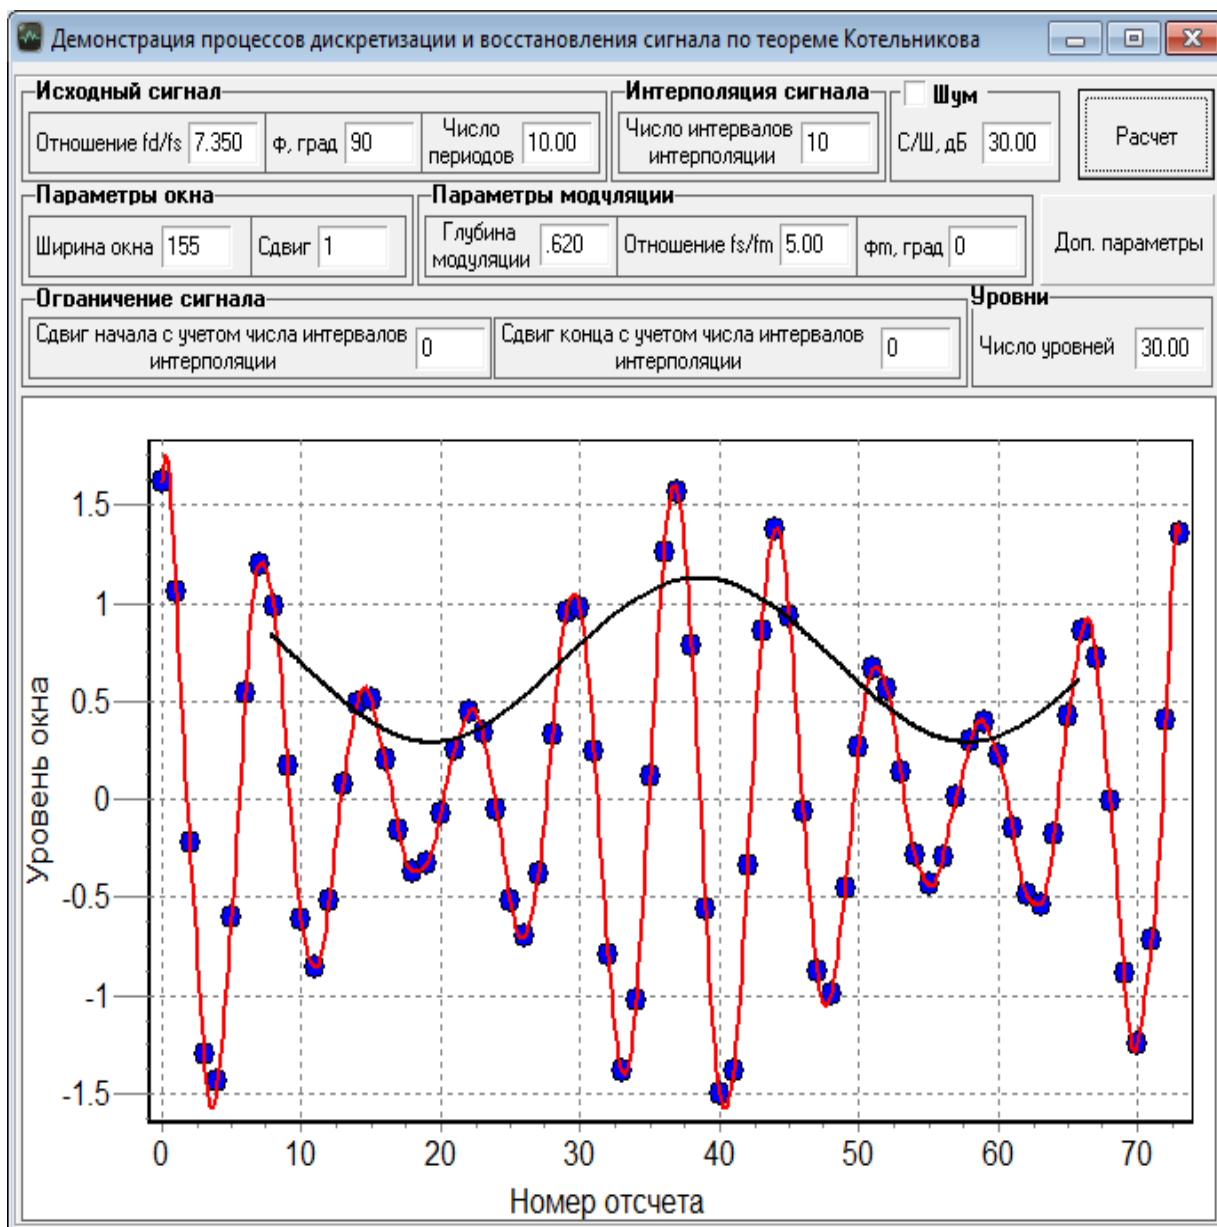 Демонстрация процессов дискретизации и восстановления сигнала по теореме Котельникова
Исходный сигнал
Отношение fd/fs 7.350
ф, град 90
Число
периодов 10.00
Интерполяция сигнала
Число интервалов
интерполяции 10
Шум
С/Ш, дБ 30.00
Расчет
Параметры окна
Ширина окна 155
Сдвиг 1
Параметры модуляции
Глубина
модуляции .620
Отношение fs/fm 5.00
фm, град 0
Доп. параметры
Ограничение сигнала
Сдвиг начала с учетом числа интервалов
интерполяции 0
Сдвиг конца с учетом числа интервалов
интерполяции 0
Уровни
Число уровней 30.00
Уровень окна
1.5
1
0.5
0
-0.5
-1
-1.5
0 10 20 30 40 50 60 70
Номер отсчета